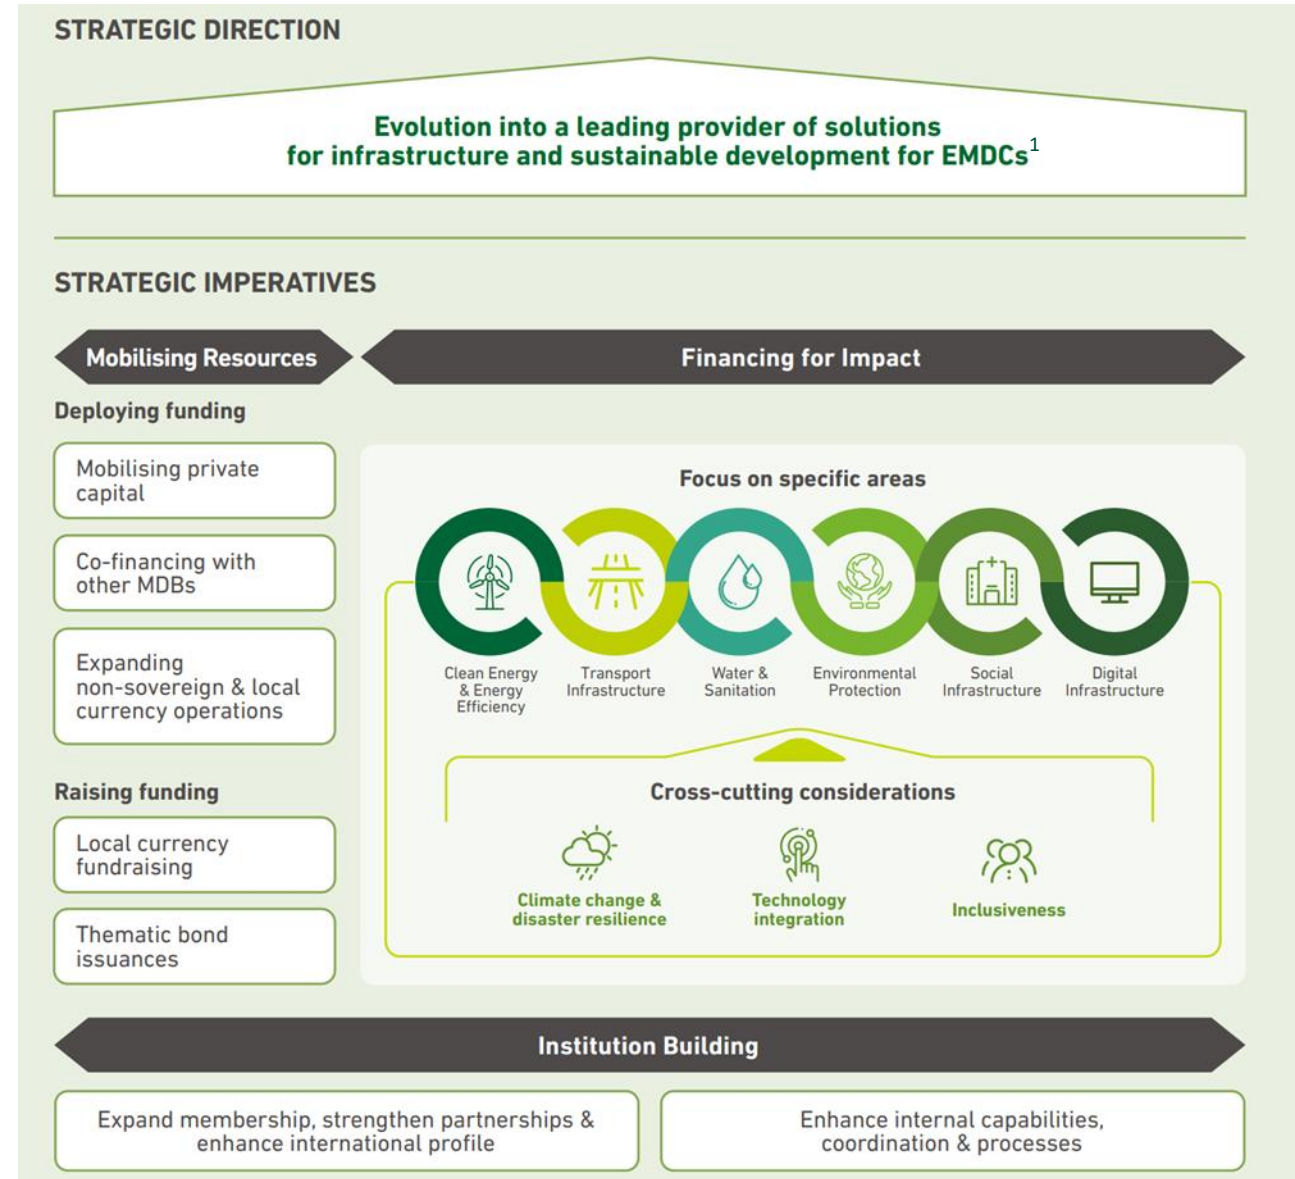 STRATEGIC DIRECTION
Evolution into a leading provider of solutions
for infrastructure and sustainable development for EMDCs1
STRATEGIC IMPERATIVES
Mobilising Resources
Financing for Impact
Deploying funding
Mobilising private
capital
Co-financing with
other MDBs
Expanding
non-sovereign & local
currency operations
Raising funding
Local currency
fundraising
Thematic bond
issuances
Focus on specific areas
Clean Energy
& Energy
Efficiency
Transport
Infrastructure
Water &
Sanitation
Environmental
Protection
Social
Infrastructure
Digital
Infrastructure
Cross-cutting considerations
Climate change &
disaster resilience
Technology
integration
Inclusiveness
Institution Building
Expand membership, strengthen partnerships &
enhance international profile
Enhance internal capabilities,
coordination & processes